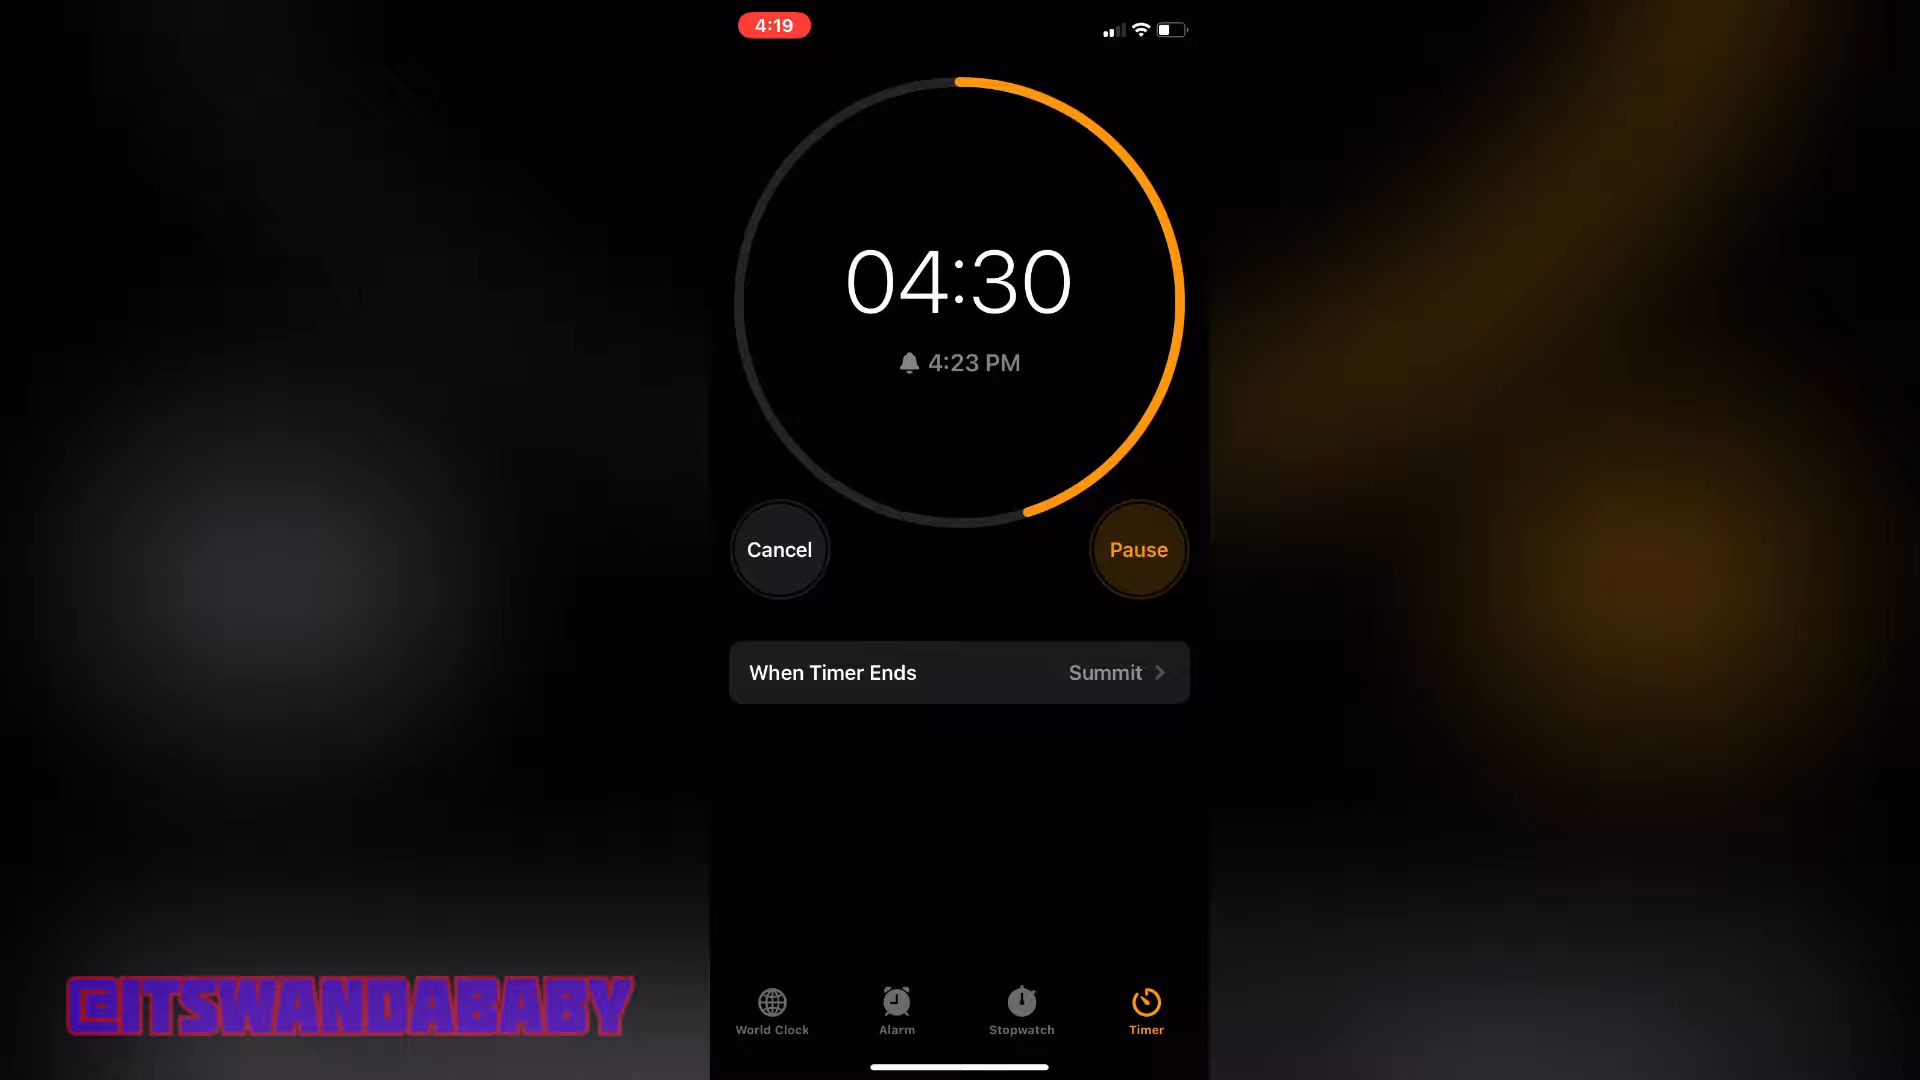 4:19
04:30
4:23 PM
Cancel
Pause
When Timer Ends
Summit
World Clock
Alarm
Stopwatch
Timer
@ITSWANDABABY